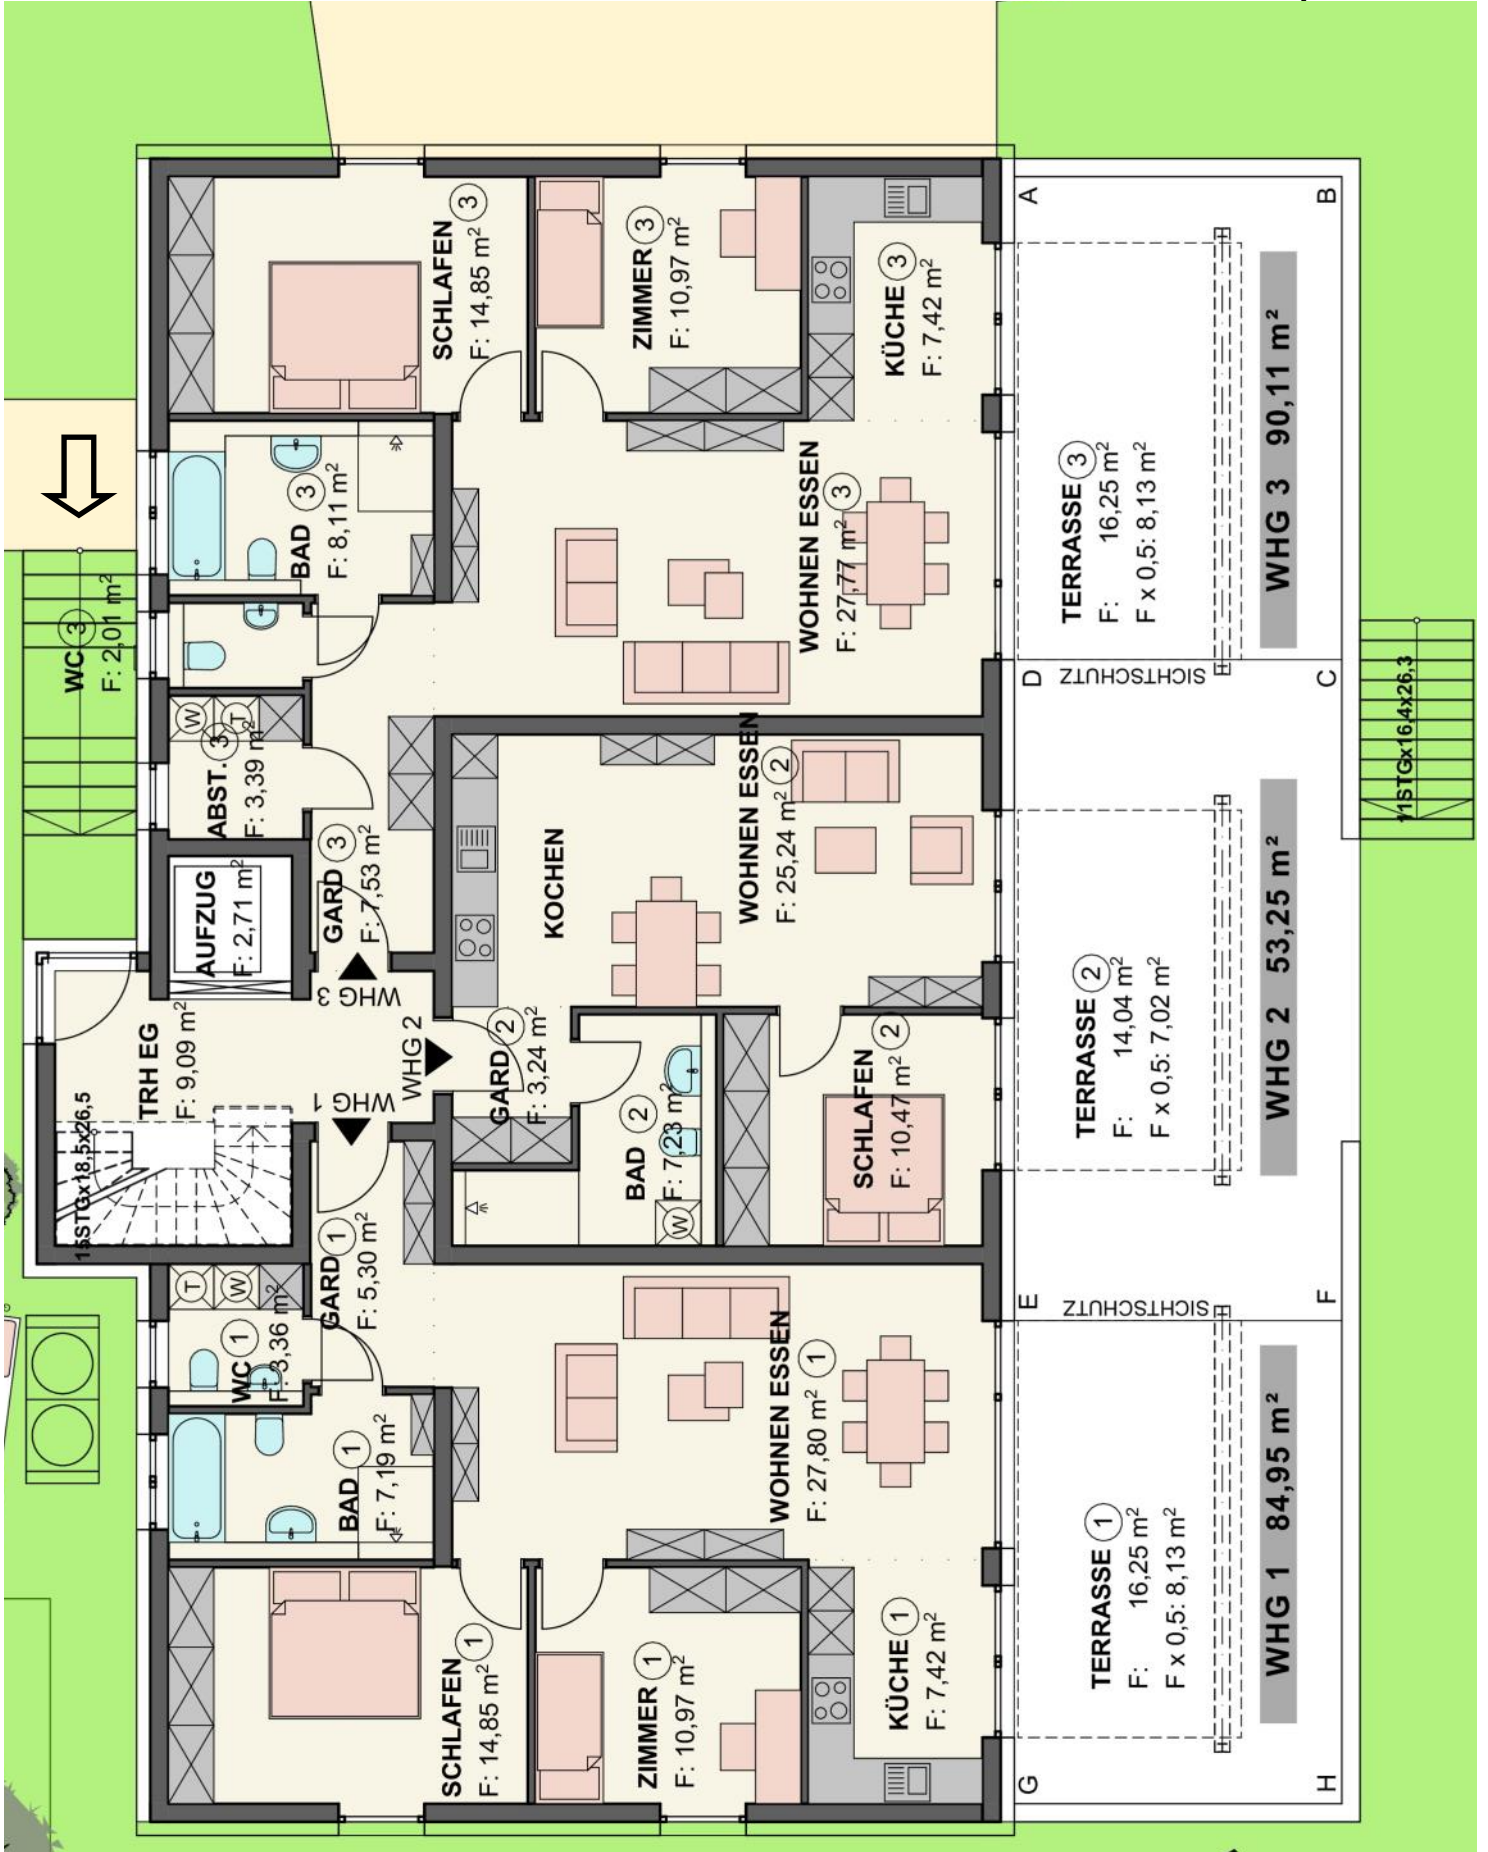 SCHLAFEN 3
F: 14,85 m²
ZIMMER 3
F: 10,97 m²
KÜCHE 3
F: 7,42 m²
BAD 3
F: 8,11 m²
WC 3
F: 2,01 m²
WOHNEN ESSEN 3
F: 27,77 m²
W
T
ABST. 3
F: 3,39 m²
GARD 3
F: 7,53 m²
AUFZUG
F: 2,71 m²
TRH EG
F: 9,09 m²
15STGx18,5x26,5
WHG 3
WHG 2
WHG 1
KOCHEN
WOHNEN ESSEN 2
F: 25,24 m²
GARD 2
F: 3,24 m²
BAD 2
F: 7,23 m²
W
SCHLAFEN 2
F: 10,47 m²
GARD 1
F: 5,30 m²
T
W
WC 1
F: 3,36 m²
BAD 1
F: 7,19 m²
WOHNEN ESSEN 1
F: 27,80 m²
SCHLAFEN 1
F: 14,85 m²
ZIMMER 1
F: 10,97 m²
KÜCHE 1
F: 7,42 m²
A
B
TERRASSE 3
F: 16,25 m²
F x 0,5: 8,13 m²
WHG 3 90,11 m²
D
SICHTSCHUTZ
C
11STGx16,4x26,3
TERRASSE 2
F: 14,04 m²
F x 0,5: 7,02 m²
WHG 2 53,25 m²
E
SICHTSCHUTZ
F
TERRASSE 1
F: 16,25 m²
F x 0,5: 8,13 m²
WHG 1 84,95 m²
G
H